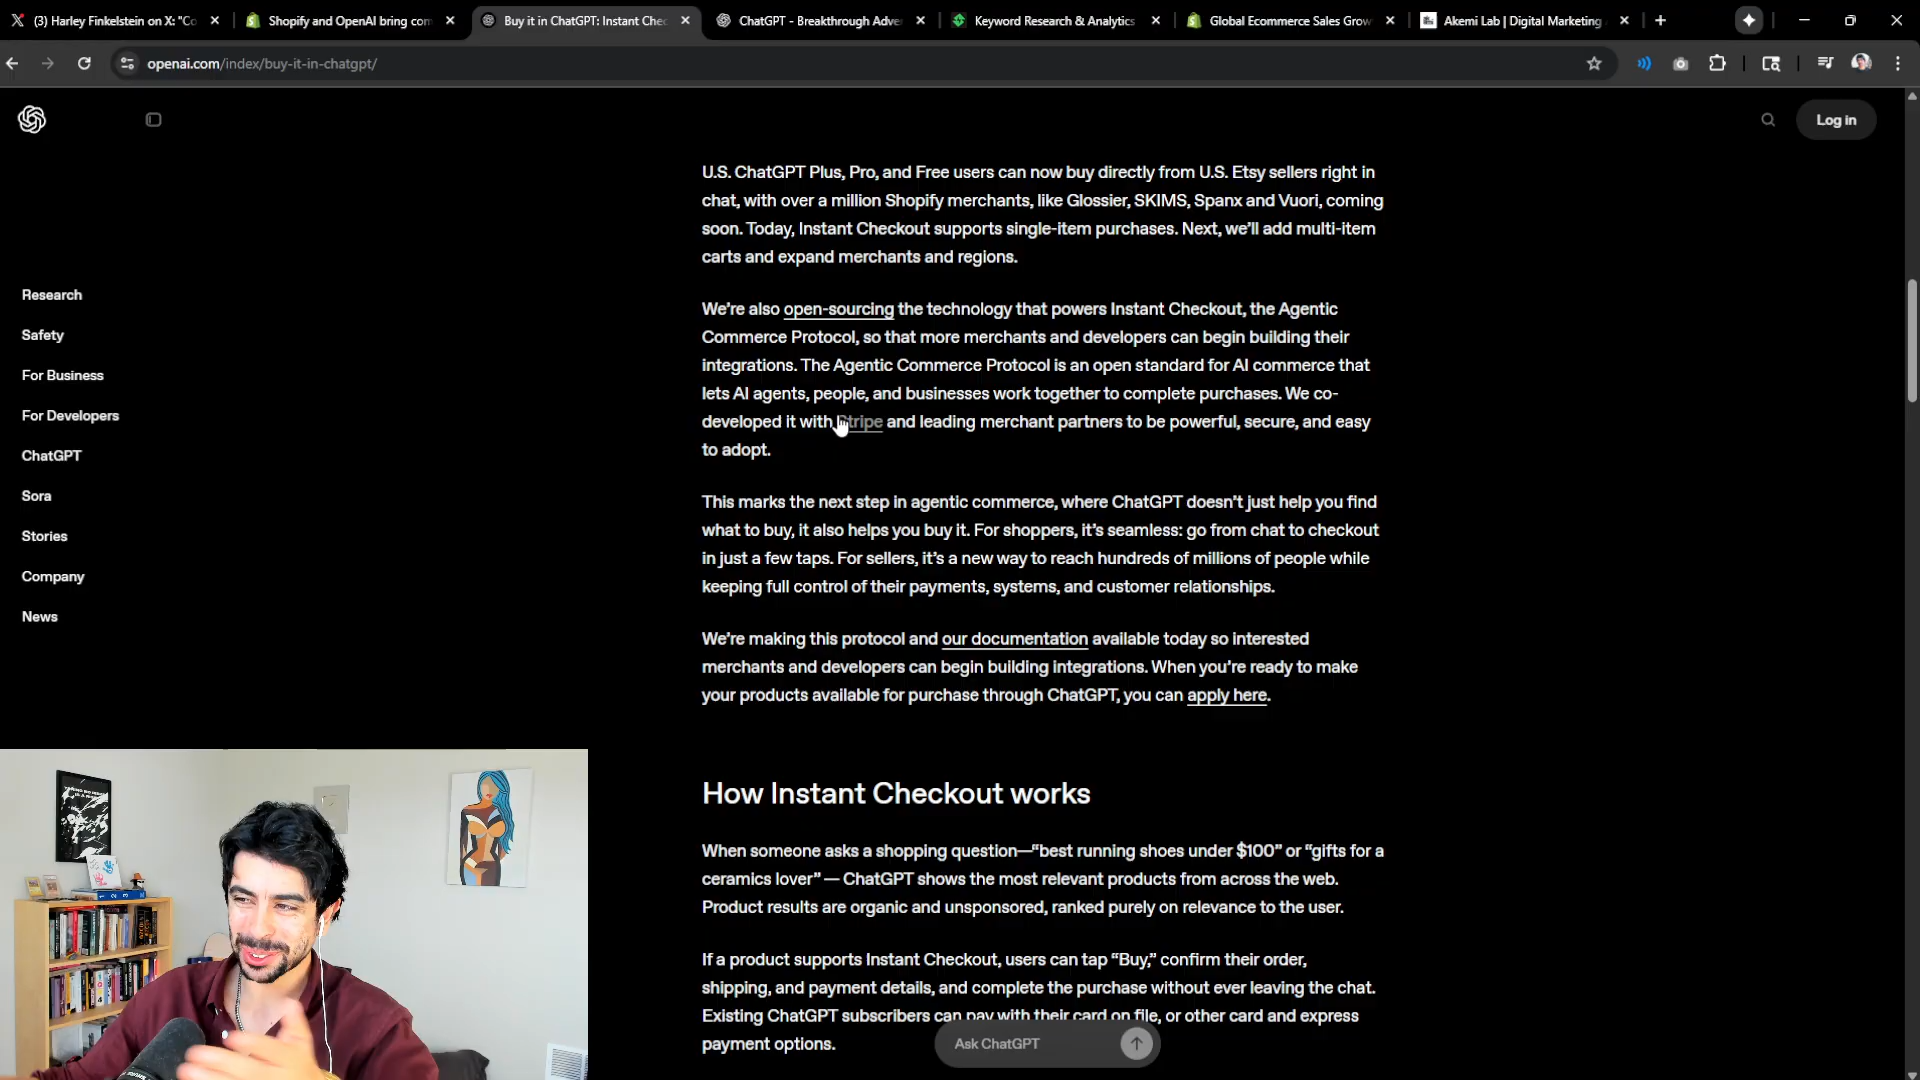 (3) Harley Finkelstein on X: "Co
Shopify and OpenAI bring com
Buy it in ChatGPT: Instant Chec
ChatGPT - Breakthrough Adve
Keyword Research & Analytics
Global Ecommerce Sales Grow
Akemi Lab | Digital Marketing
openai.com/index/buy-it-in-chatgpt/
Log in
Research
Safety
For Business
For Developers
ChatGPT
Sora
Stories
Company
News
U.S. ChatGPT Plus, Pro, and Free users can now buy directly from U.S. Etsy sellers right in
chat, with over a million Shopify merchants, like Glossier, SKIMS, Spanx and Vuori, coming
soon. Today, Instant Checkout supports single-item purchases. Next, we’ll add multi-item
carts and expand merchants and regions.
We’re also open-sourcing the technology that powers Instant Checkout, the Agentic
Commerce Protocol, so that more merchants and developers can begin building their
integrations. The Agentic Commerce Protocol is an open standard for AI commerce that
lets AI agents, people, and businesses work together to complete purchases. We co-
developed it with Stripe and leading merchant partners to be powerful, secure, and easy
to adopt.
This marks the next step in agentic commerce, where ChatGPT doesn’t just help you find
what to buy, it also helps you buy it. For shoppers, it’s seamless: go from chat to checkout
in just a few taps. For sellers, it’s a new way to reach hundreds of millions of people while
keeping full control of their payments, systems, and customer relationships.
We’re making this protocol and our documentation available today so interested
merchants and developers can begin building integrations. When you’re ready to make
your products available for purchase through ChatGPT, you can apply here.
How Instant Checkout works
When someone asks a shopping question—“best running shoes under $100” or “gifts for a
ceramics lover” — ChatGPT shows the most relevant products from across the web.
Product results are organic and unsponsored, ranked purely on relevance to the user.
If a product supports Instant Checkout, users can tap “Buy,” confirm their order,
shipping, and payment details, and complete the purchase without ever leaving the chat.
Existing ChatGPT subscribers can pay with their card on file, or other card and express
payment options.
Ask ChatGPT